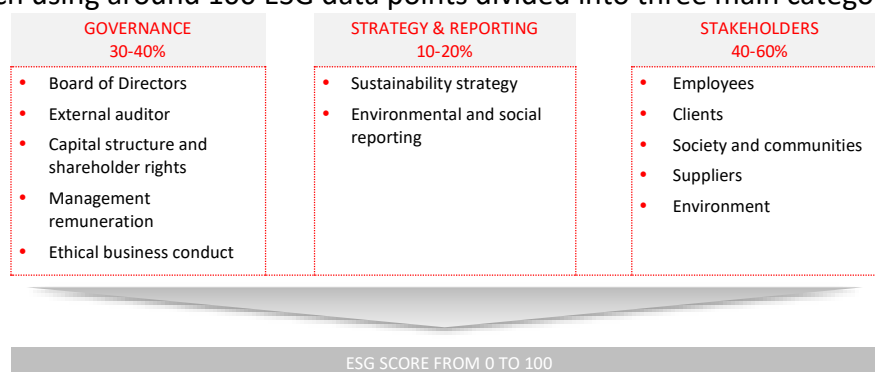 using around 100 ESG data points divided into three main
GOVERNANCE
30-40%
• Board of Directors
• External auditor
• Capital structure and
shareholder rights
• Management
remuneration
• Ethical business conduct
STRATEGY & REPORTING
10-20%
• Sustainability strategy
• Environmental and social
reporting
STAKEHOLDERS
40-60%
• Employees
• Clients
• Society and communities
• Suppliers
• Environment
ESG SCORE FROM 0 TO 100